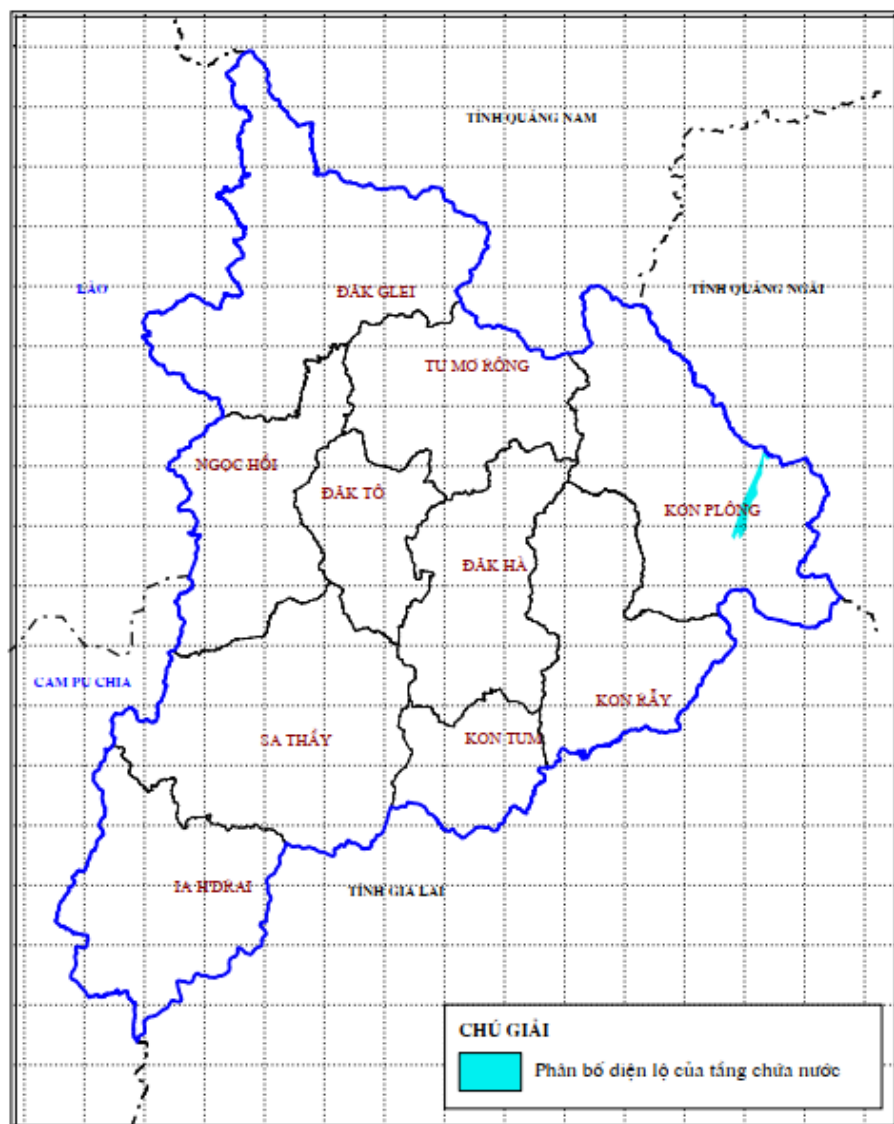 TỈNH QUẢNG NAM
LÀO
ĐĂK GLEI
TỈNH QUẢNG NGÃI
TU MƠ RÔNG
NGỌC HỒI
ĐĂK TÔ
KON PLÔNG
ĐĂK HÀ
CAM PU CHIA
KON RẪY
SA THẦY
KON TUM
IA H'DRAI
TỈNH GIA LAI
CHÚ GIẢI
Phân bố diện lộ của tầng chứa nước